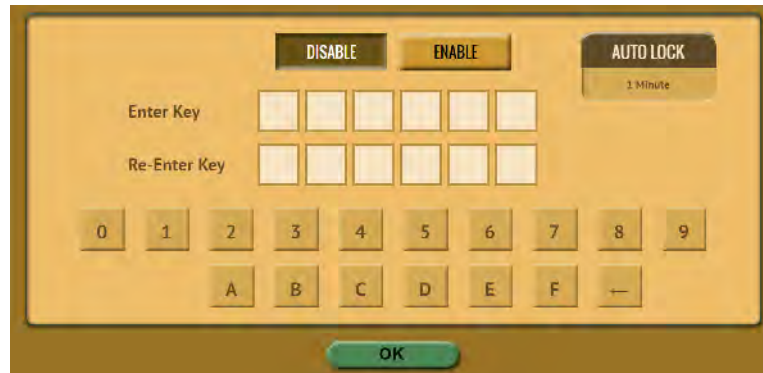 DISABLE ENABLE AUTO LOCK
1 Minute
Enter Key
Re-Enter Key
0 1 2 3 4 5 6 7 8 9
A B C D E F ←
OK